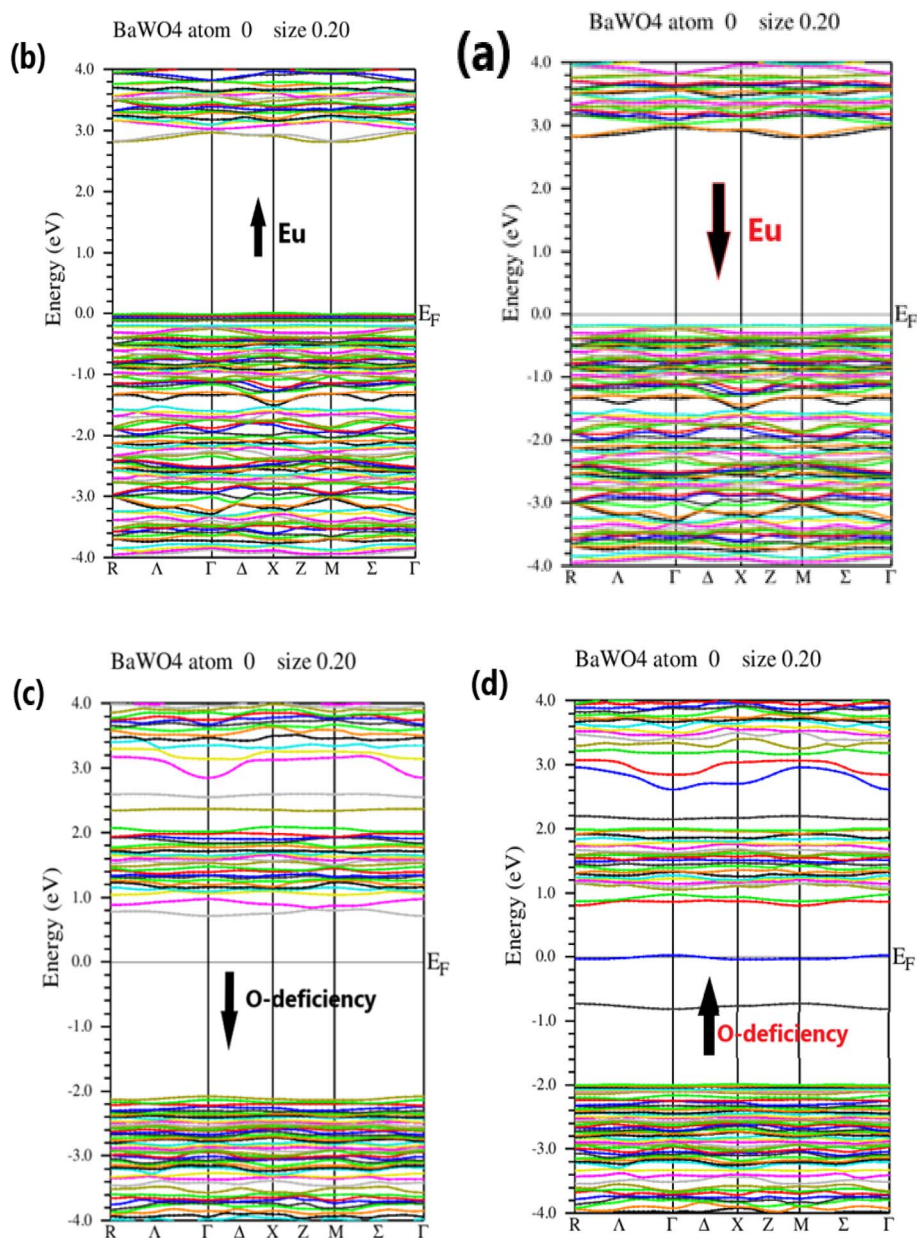 (b)
BaWO4 atom 0 size 0.20
Energy (eV)
4.0
3.0
2.0
1.0
0.0
-1.0
-2.0
-3.0
-4.0
Eu
E_F
R Λ Γ Δ X Z M Σ Γ
(a)
BaWO4 atom 0 size 0.20
Energy (eV)
4.0
3.0
2.0
1.0
0.0
-1.0
-2.0
-3.0
-4.0
Eu
E_F
R Λ Γ Δ X Z M Σ Γ
(c)
BaWO4 atom 0 size 0.20
Energy (eV)
4.0
3.0
2.0
1.0
0.0
-1.0
-2.0
-3.0
-4.0
E_F
O-deficiency
R Λ Γ Δ X Z M Σ Γ
(d)
BaWO4 atom 0 size 0.20
Energy (eV)
4.0
3.0
2.0
1.0
0.0
-1.0
-2.0
-3.0
-4.0
E_F
O-deficiency
R Λ Γ Δ X Z M Σ Γ